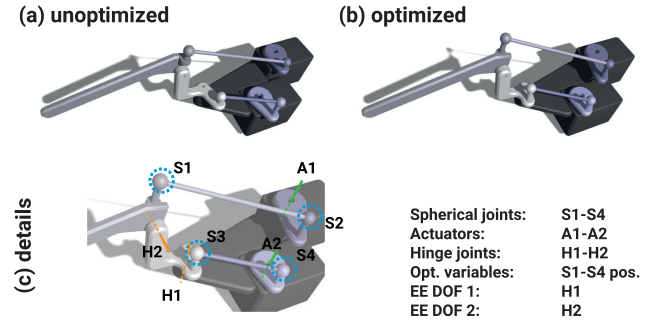 (a) unoptimized
(b) optimized
(c) details
S1
A1
S2
S3
A2
S4
H2
H1
Spherical joints: S1-S4
Actuators: A1-A2
Hinge joints: H1-H2
Opt. variables: S1-S4 pos.
EE DOF 1: H1
EE DOF 2: H2